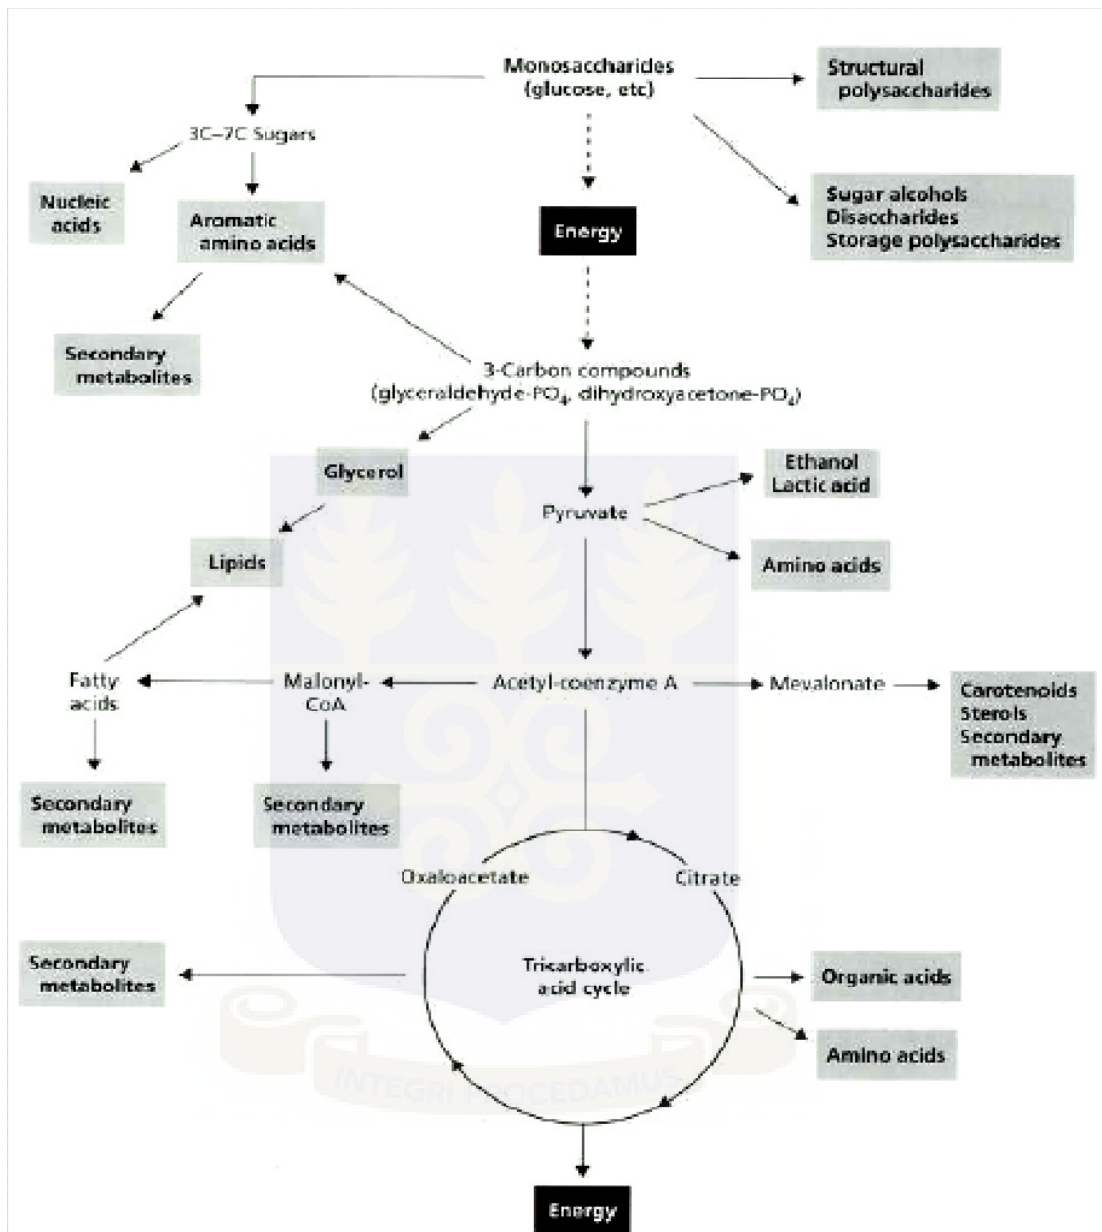 Monosaccharides
(glucose, etc)
Structural
polysaccharides
3C–7C Sugars
Nucleic
acids
Aromatic
amino acids
Energy
Sugar alcohols
Disaccharides
Storage polysaccharides
Secondary
metabolites
3-Carbon compounds
(glyceraldehyde-PO₄, dihydroxyacetone-PO₄)
Glycerol
Ethanol
Lactic acid
Pyruvate
Lipids
Amino acids
Fatty
acids
Malonyl-
CoA
Acetyl-coenzyme A
Mevalonate
Carotenoids
Sterols
Secondary
metabolites
Secondary
metabolites
Secondary
metabolites
Oxaloacetate
Citrate
Secondary
metabolites
Tricarboxylic
acid cycle
Organic acids
Amino acids
INTEGRI PROCEDAMUS
Energy